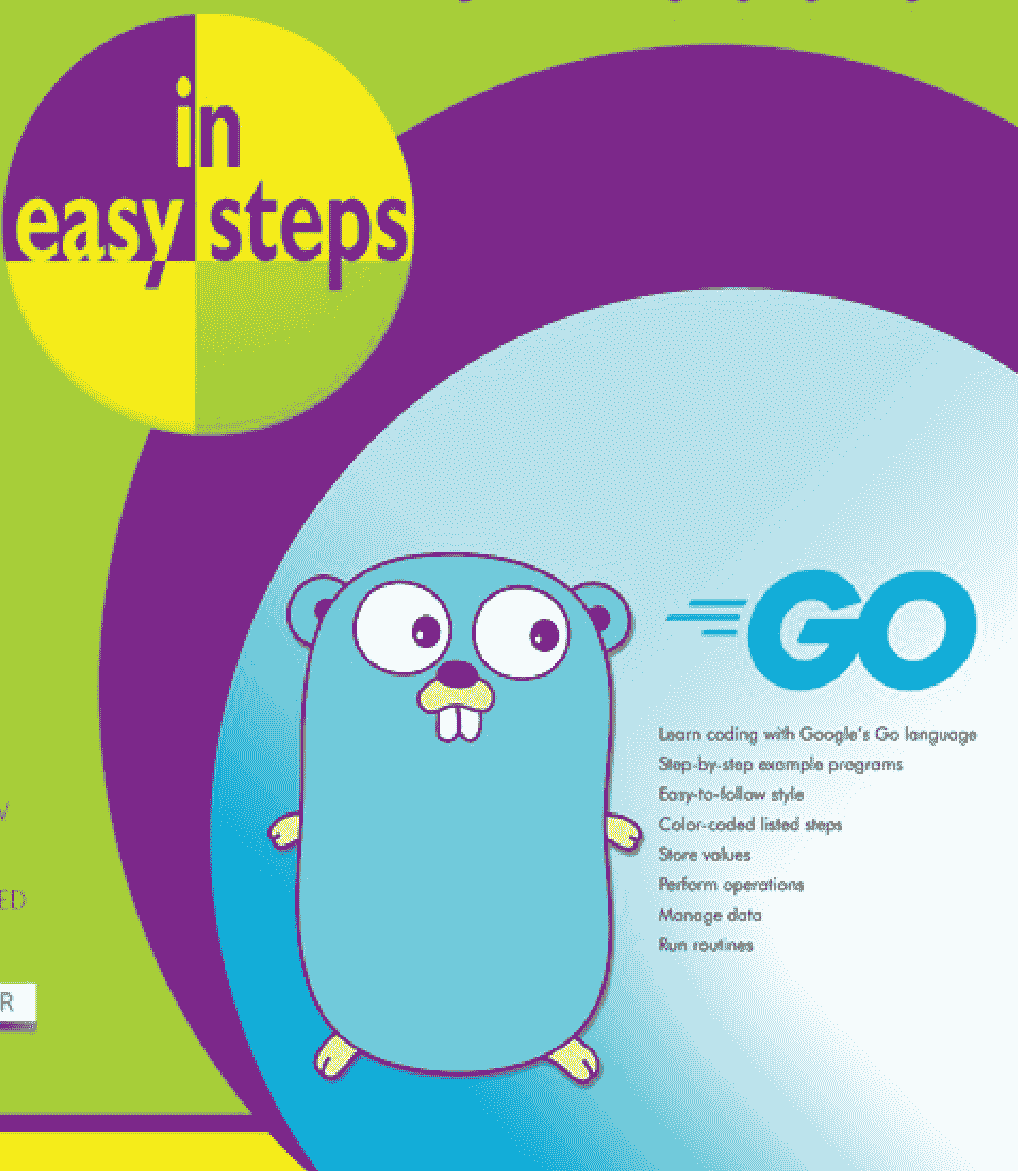 in
easy steps
GO
Learn coding with Google's Go language
Step-by-step example programs
Easy-to-follow style
Color-coded listed steps
Store values
Perform operations
Manage data
Run routines
ED
R